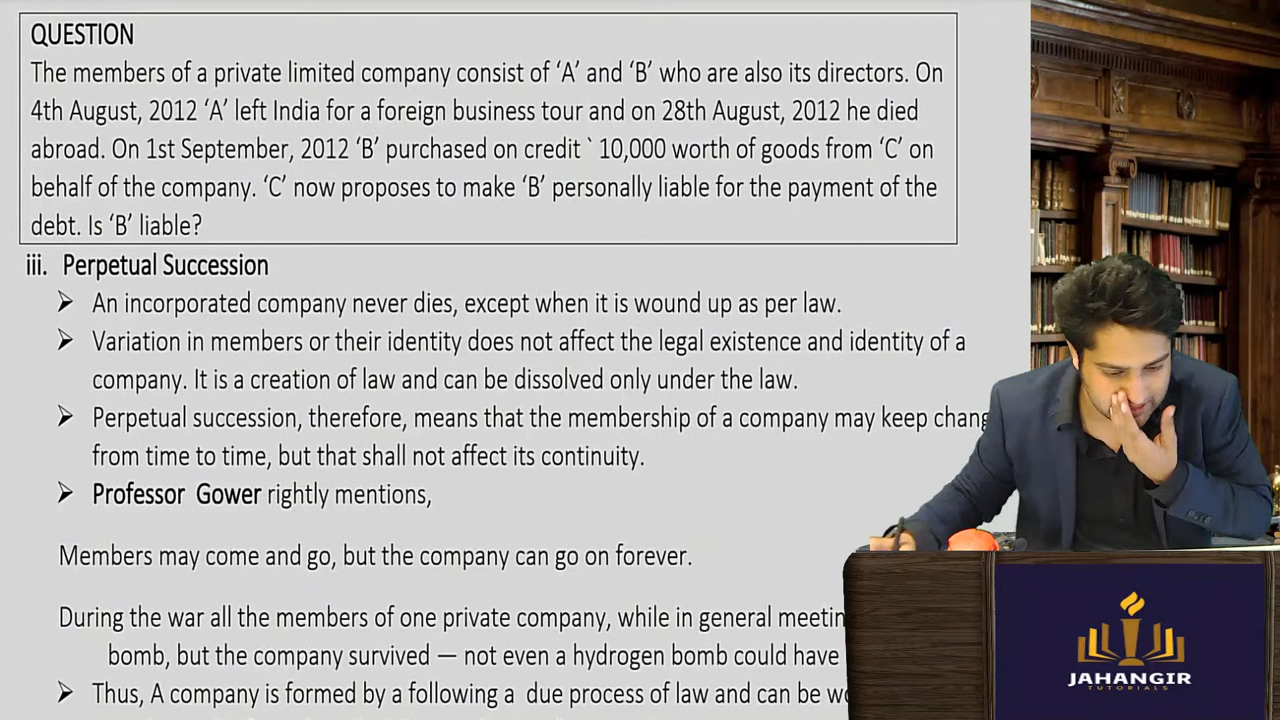 QUESTION
The members of a private limited company consist of ‘A’ and ‘B’ who are also its directors. On
4th August, 2012 ‘A’ left India for a foreign business tour and on 28th August, 2012 he died
abroad. On 1st September, 2012 ‘B’ purchased on credit ` 10,000 worth of goods from ‘C’ on
behalf of the company. ‘C’ now proposes to make ‘B’ personally liable for the payment of the
debt. Is ‘B’ liable?
iii. Perpetual Succession
➢ An incorporated company never dies, except when it is wound up as per law.
➢ Variation in members or their identity does not affect the legal existence and identity of a
company. It is a creation of law and can be dissolved only under the law.
➢ Perpetual succession, therefore, means that the membership of a company may keep chang
from time to time, but that shall not affect its continuity.
➢ Professor Gower rightly mentions,
Members may come and go, but the company can go on forever.
During the war all the members of one private company, while in general meetin
bomb, but the company survived — not even a hydrogen bomb could have
➢ Thus, A company is formed by a following a due process of law and can be
JAHANGIR
TUTORIALS